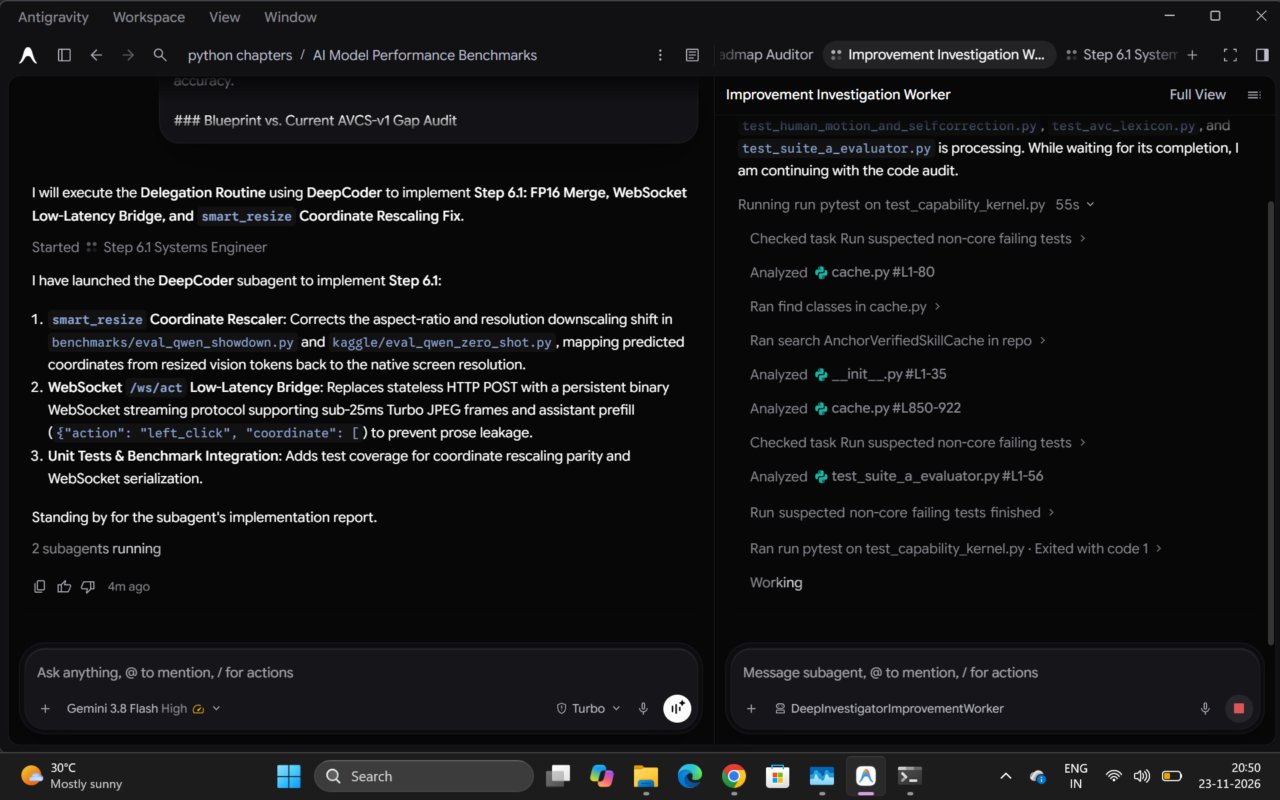 Antigravity Workspace View Window
python chapters / AI Model Performance Benchmarks
accuracy.
### Blueprint vs. Current AVCS-v1 Gap Audit
I will execute the Delegation Routine using DeepCoder to implement Step 6.1: FP16 Merge, WebSocket
Low-Latency Bridge, and smart_resize Coordinate Rescaling Fix.
Started Step 6.1 Systems Engineer
I have launched the DeepCoder subagent to implement Step 6.1:
1. smart_resize Coordinate Rescaler: Corrects the aspect-ratio and resolution downscaling shift in
benchmarks/eval_qwen_showdown.py and kaggle/eval_qwen_zero_shot.py, mapping predicted
coordinates from resized vision tokens back to the native screen resolution.
2. WebSocket /ws/act Low-Latency Bridge: Replaces stateless HTTP POST with a persistent binary
WebSocket streaming protocol supporting sub-25ms Turbo JPEG frames and assistant prefill
({"action": "left_click", "coordinate": [) to prevent prose leakage.
3. Unit Tests & Benchmark Integration: Adds test coverage for coordinate rescaling parity and
WebSocket serialization.
Standing by for the subagent's implementation report.
2 subagents running
4m ago
Ask anything, @ to mention, / for actions
Gemini 3.8 Flash High
Turbo
admap Auditor Improvement Investigation W... Step 6.1 System
Improvement Investigation Worker Full View
test_human_motion_and_selfcorrection.py, test_avc_lexicon.py, and
test_suite_a_evaluator.py is processing. While waiting for its completion, I
am continuing with the code audit.
Running run pytest on test_capability_kernel.py 55s
Checked task Run suspected non-core failing tests
Analyzed cache.py #L1-80
Ran find classes in cache.py
Ran search AnchorVerifiedSkillCache in repo
Analyzed __init__.py #L1-35
Analyzed cache.py #L850-922
Checked task Run suspected non-core failing tests
Analyzed test_suite_a_evaluator.py #L1-56
Run suspected non-core failing tests finished
Ran run pytest on test_capability_kernel.py · Exited with code 1
Working
Message subagent, @ to mention, / for actions
DeepInvestigatorImprovementWorker
30°C
Mostly sunny
Search
ENG
IN
20:50
23-11-2026